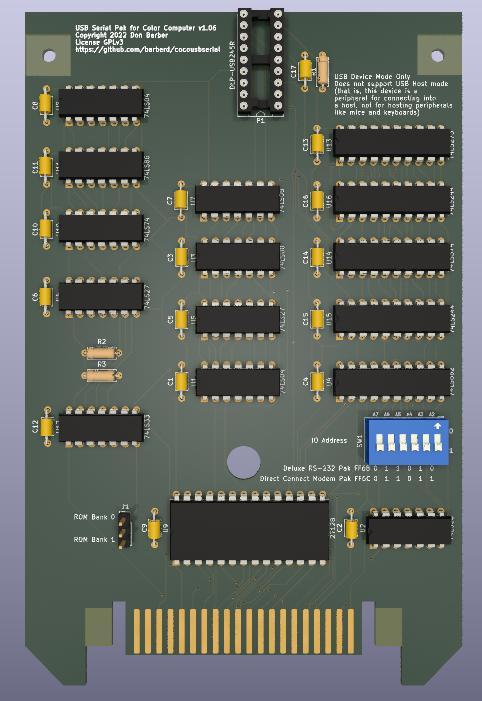 USB Serial Pak for Color Computer v1.06
Copyright 2022 Don Barber
License GPLv3
https://github.com/barberd/cocousbserial
DLP-USB245R
P1
C17
R1
USB Device Mode Only
Does not support USB Host mode
(that is, this device is a
peripheral for connecting into
a host, not for hosting peripherals
like mice and keyboards)
C8
74LS04
C13
U13
C11
74LS86
C7
U7
C16
U16
C10
74LS74
C3
U3
C14
U14
C6
74LS27
C5
U5
74LS27
C15
U15
74LS244
R2
R3
C1
C4
U4
C12
74LS33
A7 A6 A5 A4 A3 A2
SW1
IO Address
0
1
Deluxe RS-232 Pak FF68 0 1 1 0 1 0
Direct Connect Modem Pak FF6C 0 1 1 0 1 1
ROM Bank 0
ROM Bank 1
C9
U9
27128
C2